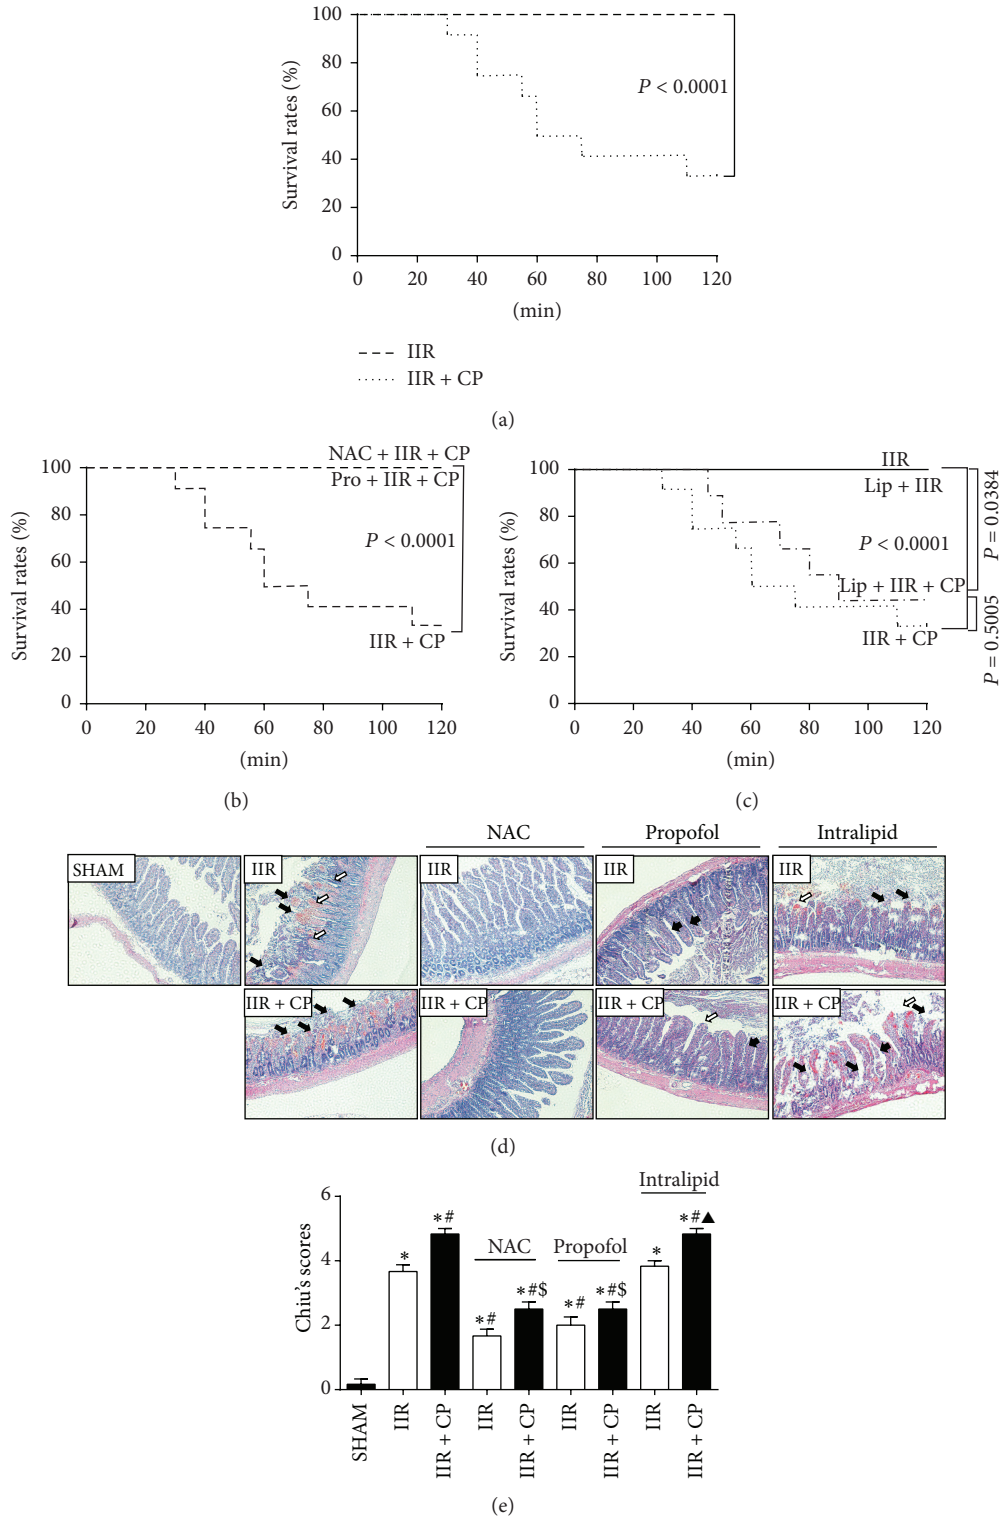 100
80
60
40
20
0
Survival rates (%)
P < 0.0001
0 20 40 60 80 100 120
(min)
IIR
IIR + CP
(a)
100
80
60
40
20
0
Survival rates (%)
NAC + IIR + CP
Pro + IIR + CP
P < 0.0001
IIR + CP
0 20 40 60 80 100 120
(min)
(b)
100
80
60
40
20
0
Survival rates (%)
IIR
Lip + IIR
P < 0.0001
Lip + IIR + CP
IIR + CP
P = 0.0384
P = 0.5005
0 20 40 60 80 100 120
(min)
(c)
NAC Propofol Intralipid
SHAM IIR IIR IIR IIR
IIR + CP IIR + CP IIR + CP IIR + CP
(d)
6
4
2
0
Chiu's scores
*
*#
NAC
*#
*#$
Propofol
*#
*#$
Intralipid
*
*#▲
SHAM
IIR
IIR + CP
IIR
IIR + CP
IIR
IIR + CP
IIR
IIR + CP
(e)